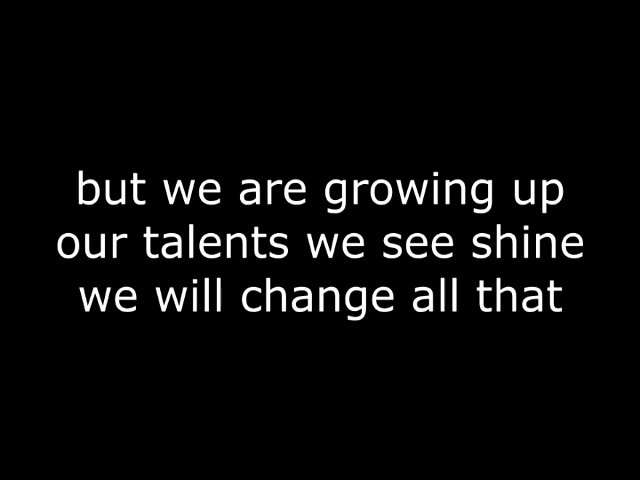 but we are growing up
our talents we see shine
we will change all that